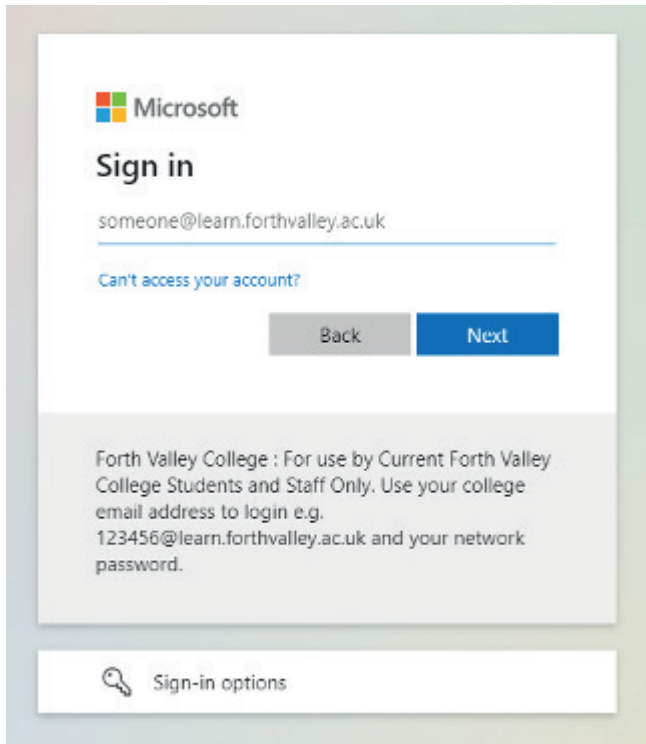 Microsoft
Sign in
someone@learn.forthvalley.ac.uk
Can't access your account?
Back
Next
Forth Valley College : For use by Current Forth Valley
College Students and Staff Only. Use your college
email address to login e.g.
123456@learn.forthvalley.ac.uk and your network
password.
Sign-in options